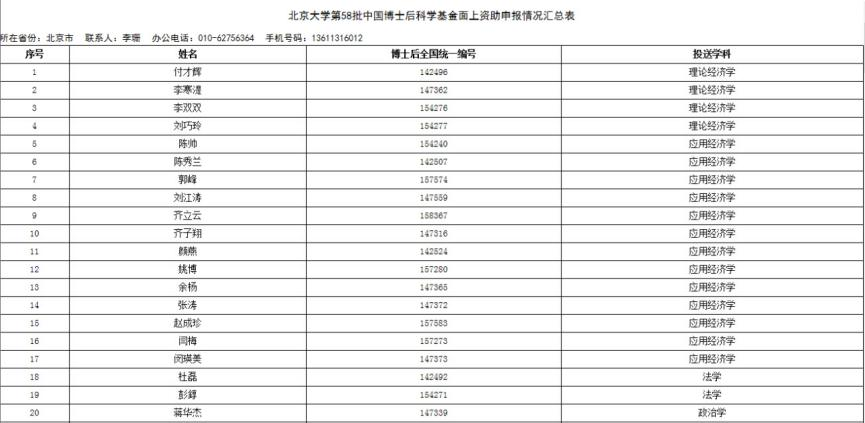 北京大学第58批中国博士后科学基金面上资助申报情况汇总表
所在省份：北京市 联系人：李珊 办公电话：010-62756364 手机号码：13611316012
序号 姓名 博士后全国统一编号 投送学科
1 付才辉 142496 理论经济学
2 李寒湜 147362 理论经济学
3 李双双 154276 理论经济学
4 刘巧玲 154277 理论经济学
5 陈帅 154240 应用经济学
6 陈秀兰 142507 应用经济学
7 郭峰 157574 应用经济学
8 刘江涛 147559 应用经济学
9 齐立云 158367 应用经济学
10 齐子翔 147316 应用经济学
11 颜燕 142524 应用经济学
12 姚博 157280 应用经济学
13 余杨 147365 应用经济学
14 张涛 147372 应用经济学
15 赵成珍 157583 应用经济学
16 闫梅 157273 应用经济学
17 闵瑛美 147373 应用经济学
18 杜磊 142492 法学
19 彭錞 154271 法学
20 蒋华杰 147339 政治学